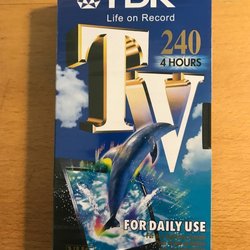 TDK
Life on Record
240
4 HOURS
TV
FOR DAILY USE